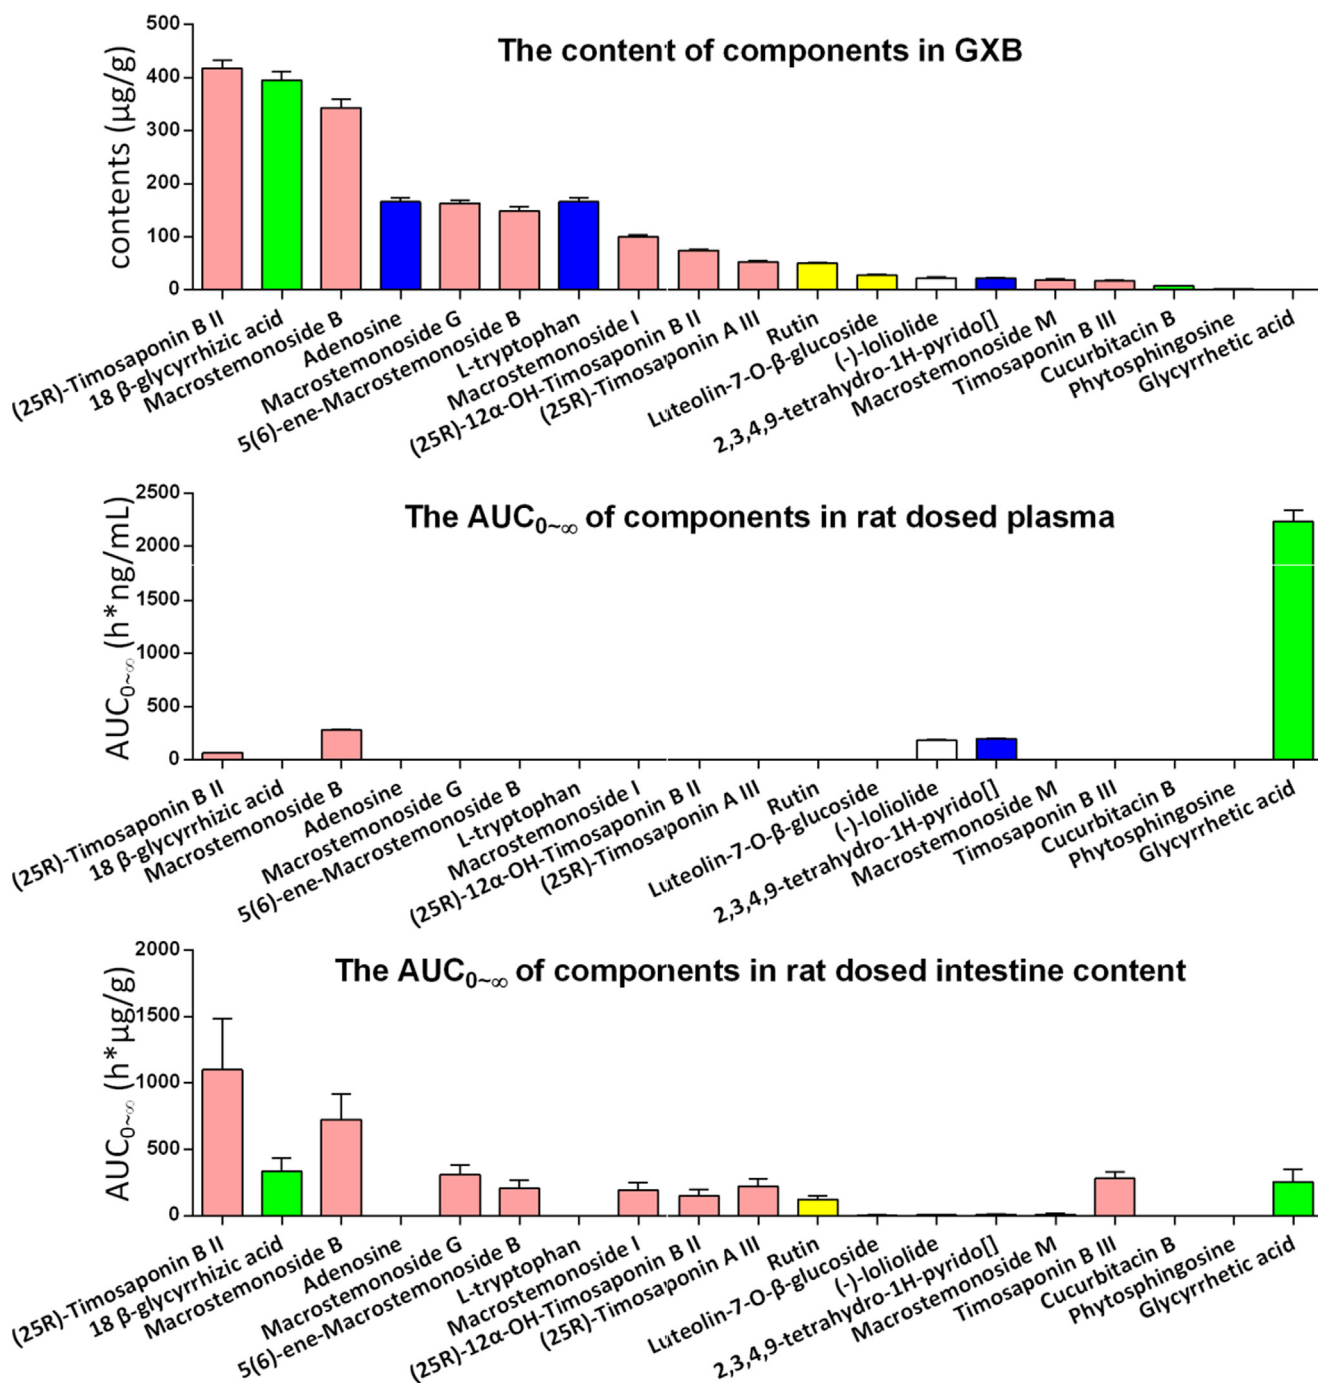 The content of components in GXB
contents (µg/g)
500
400
300
200
100
0
(25R)-Timosaponin B II
18 β-glycyrrhizic acid
Macrostemonoside B
Adenosine
Macrostemonoside G
5(6)-ene-Macrostemonoside B
L-tryptophan
Macrostemonoside I
(25R)-12α-OH-Timosaponin B II
(25R)-Timosaponin A III
Rutin
Luteolin-7-O-β-glucoside
(-)-loliolide
2,3,4,9-tetrahydro-1H-pyrido[]
Macrostemonoside M
Timosaponin B III
Cucurbitacin B
Phytosphingosine
Glycyrrhetic acid
The AUC0~∞ of components in rat dosed plasma
AUC0~∞ (h*ng/mL)
2500
2000
1500
1000
500
0
(25R)-Timosaponin B II
18 β-glycyrrhizic acid
Macrostemonoside B
Adenosine
Macrostemonoside G
5(6)-ene-Macrostemonoside B
L-tryptophan
Macrostemonoside I
(25R)-12α-OH-Timosaponin B II
(25R)-Timosaponin A III
Rutin
Luteolin-7-O-β-glucoside
(-)-loliolide
2,3,4,9-tetrahydro-1H-pyrido[]
Macrostemonoside M
Timosaponin B III
Cucurbitacin B
Phytosphingosine
Glycyrrhetic acid
The AUC0~∞ of components in rat dosed intestine content
AUC0~∞ (h*µg/g)
2000
1500
1000
500
0
(25R)-Timosaponin B II
18 β-glycyrrhizic acid
Macrostemonoside B
Adenosine
Macrostemonoside G
5(6)-ene-Macrostemonoside B
L-tryptophan
Macrostemonoside I
(25R)-12α-OH-Timosaponin B II
(25R)-Timosaponin A III
Rutin
Luteolin-7-O-β-glucoside
(-)-loliolide
2,3,4,9-tetrahydro-1H-pyrido[]
Macrostemonoside M
Timosaponin B III
Cucurbitacin B
Phytosphingosine
Glycyrrhetic acid